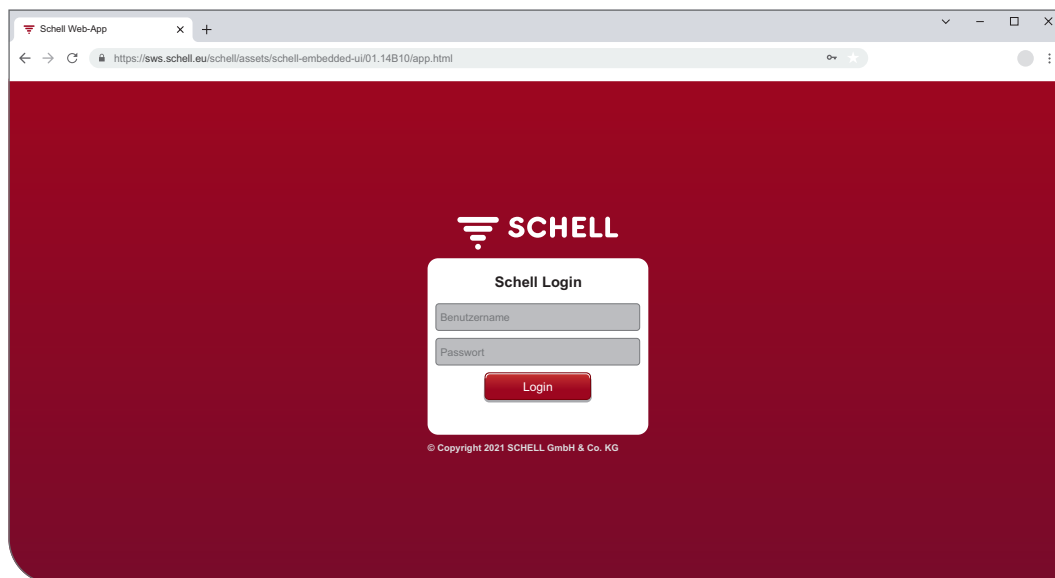 Schell Web-App
https://sws.schell.eu/schell/assets/schell-embedded-ui/01.14B10/app.html
SCHELL
Schell Login
Benutzername
Passwort
Login
© Copyright 2021 SCHELL GmbH & Co. KG